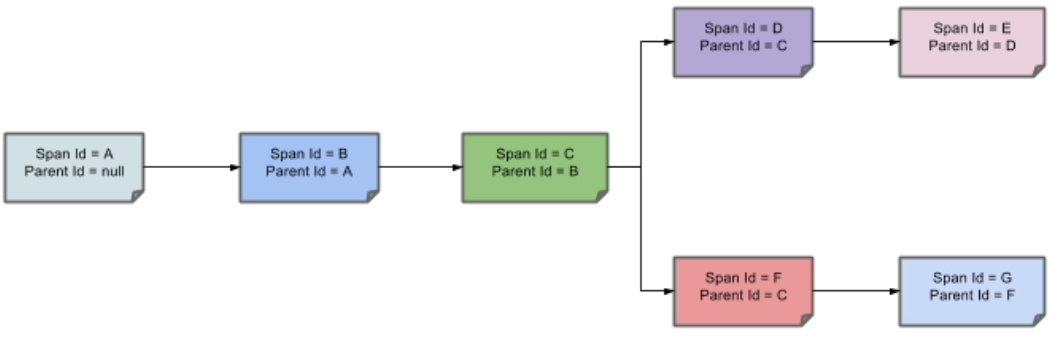 Span Id = D
Parent Id = C
Span Id = E
Parent Id = D
Span Id = A
Parent Id = null
Span Id = B
Parent Id = A
Span Id = C
Parent Id = B
Span Id = F
Parent Id = C
Span Id = G
Parent Id = F